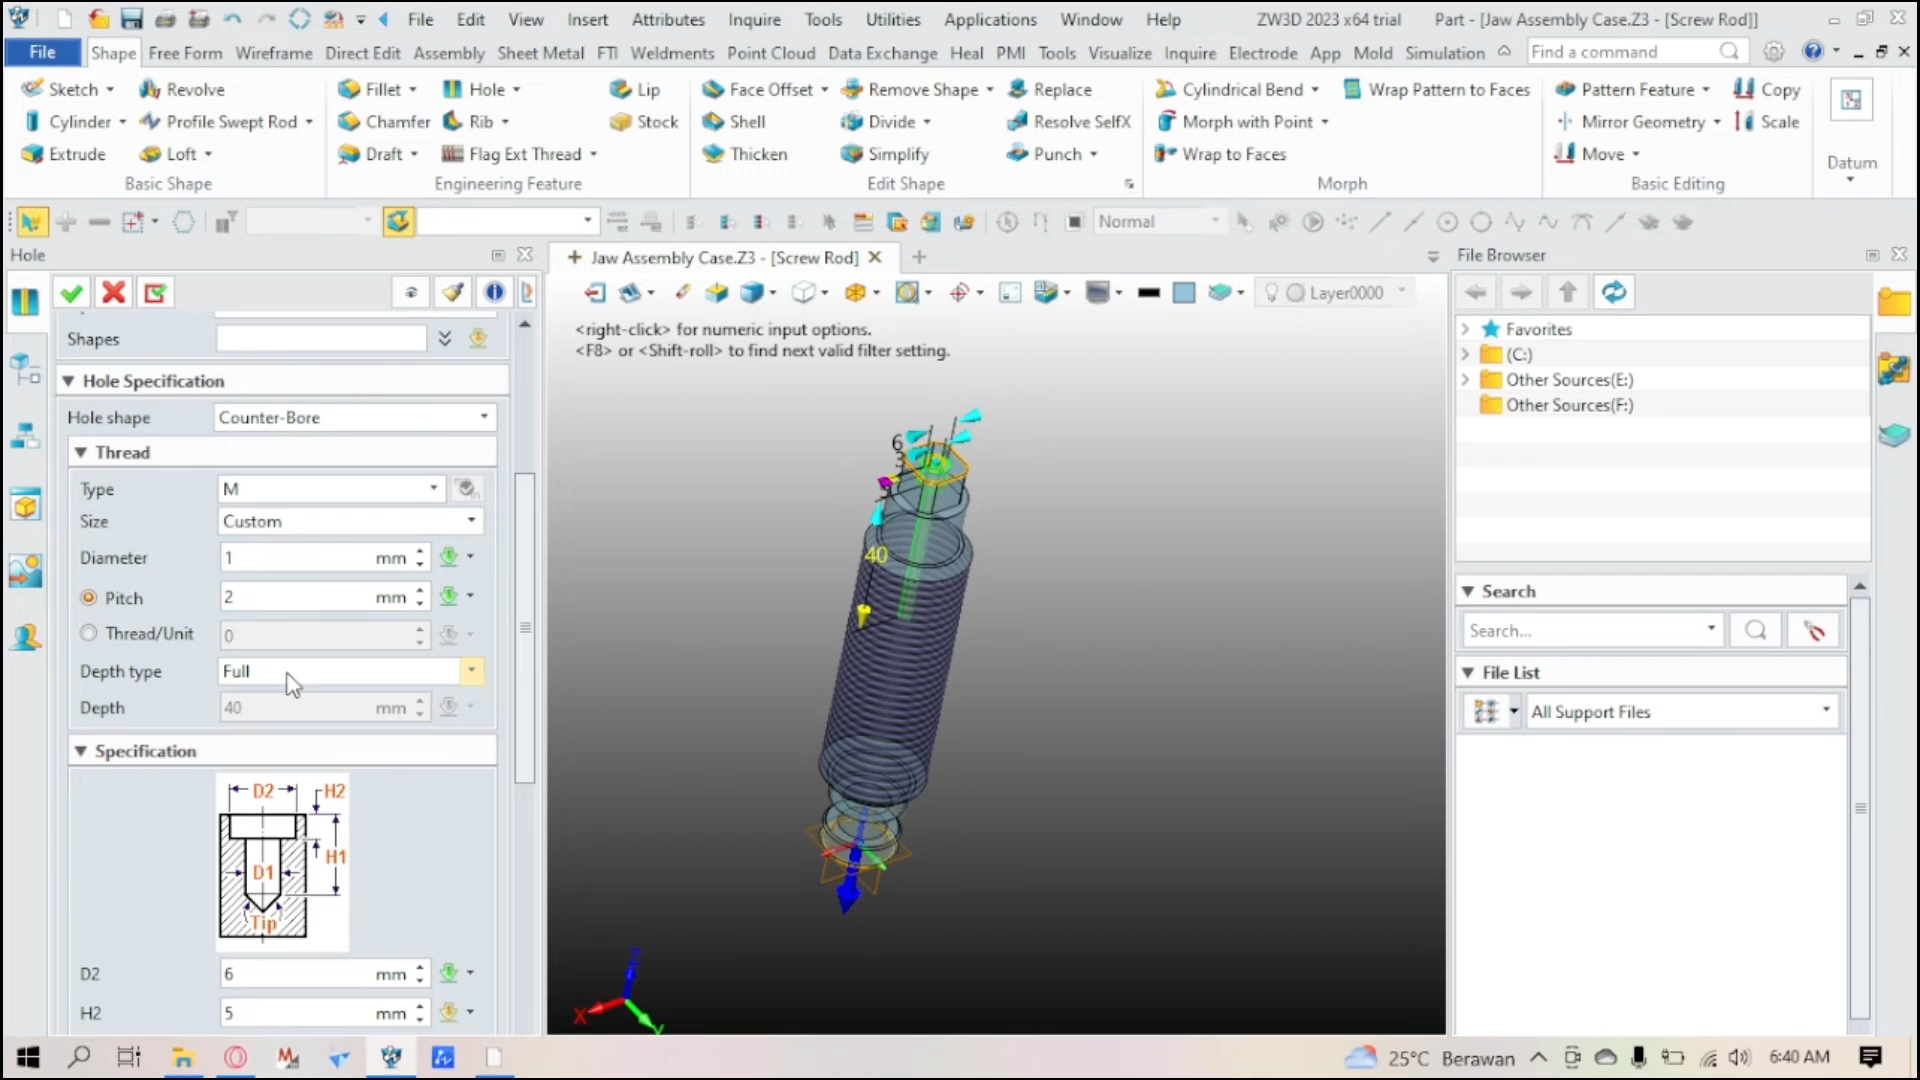 File Edit View Insert Attributes Inquire Tools Utilities Applications Window Help ZW3D 2023 x64 trial Part - [Jaw Assembly Case.Z3 - [Screw Rod]]
File Shape Free Form Wireframe Direct Edit Assembly Sheet Metal FTI Weldments Point Cloud Data Exchange Heal PMI Tools Visualize Inquire Electrode App Mold Simulation Find a command
Sketch Revolve Fillet Hole Lip Face Offset Remove Shape Replace Cylindrical Bend Wrap Pattern to Faces Pattern Feature Copy
Cylinder Profile Swept Rod Chamfer Rib Stock Shell Divide Resolve SelfX Morph with Point Mirror Geometry Scale
Extrude Loft Draft Flag Ext Thread Thicken Simplify Punch Wrap to Faces Move Datum
Basic Shape Engineering Feature Edit Shape Morph Basic Editing
Normal
Hole
Jaw Assembly Case.Z3 - [Screw Rod]
File Browser
Layer0000
<right-click> for numeric input options.
<F8> or <Shift-roll> to find next valid filter setting.
Shapes
Hole Specification
Hole shape Counter-Bore
Thread
Type M
Size Custom
Diameter 1 mm
Pitch 2 mm
Thread/Unit 0
Depth type Full
Depth 40 mm
Specification
D2 H2
H1
D1
Tip
D2 6 mm
H2 5 mm
6
3
40
X
Y
Z
Favorites
(C:)
Other Sources(E:)
Other Sources(F:)
Search
Search...
File List
All Support Files
25°C Berawan 6:40 AM